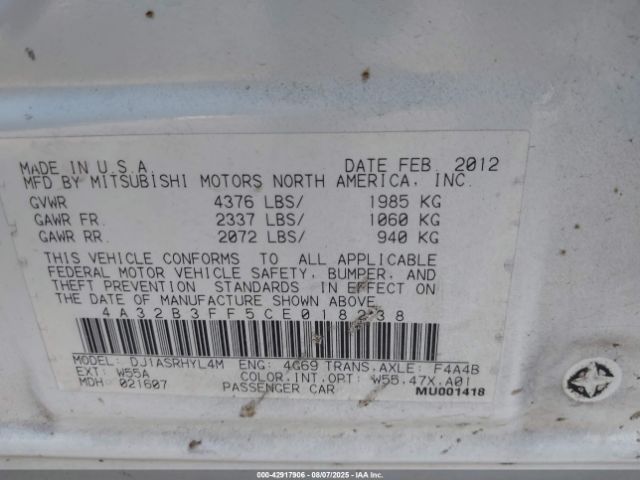 MADE IN U.S.A. DATE FEB. 2012
MFD BY MITSUBISHI MOTORS NORTH AMERICA, INC.
GVWR 4376 LBS/ 1985 KG
GAWR FR. 2337 LBS/ 1060 KG
GAWR RR. 2072 LBS/ 940 KG
THIS VEHICLE CONFORMS TO ALL APPLICABLE
FEDERAL MOTOR VEHICLE SAFETY, BUMPER, AND
THEFT PREVENTION STANDARDS IN EFFECT ON
THE DATE OF MANUFACTURE SHOWN ABOVE.
4A32B3FF5CE018238
MODEL: DJ1ASRHYL4M ENG: 4G69 TRANS.AXLE: F4A4B
EXT: W55A COLOR.INT.OPT: W55.47X.A01
MDH: 021607 PASSENGER CAR MU001418
000-42917906 - 08/07/2025 - IAAI.COM